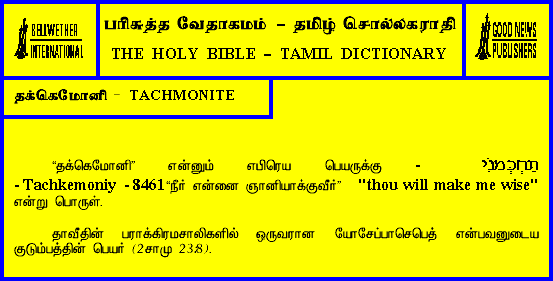 BELLWETHER
INTERNATIONAL
பரிசுத்த வேதாகமம் - தமிழ் சொல்லகராதி
THE HOLY BIBLE - TAMIL DICTIONARY
GOOD NEWS
PUBLISHERS
தக்கெமோனி - TACHMONITE
“தக்கெமோனி” என்னும் எபிரெய பெயருக்கு - תַּחְכְּמֹנִי
- Tachkemoniy - 8461 “நீர் என்னை ஞானியாக்குவீர்” "thou will make me wise"
என்று பொருள்.
தாவீதின் பராக்கிரமசாலிகளில் ஒருவரான யோசேப்பாசெபெத் என்பவனுடைய
குடும்பத்தின் பெயர் (2சாமு 23:8).